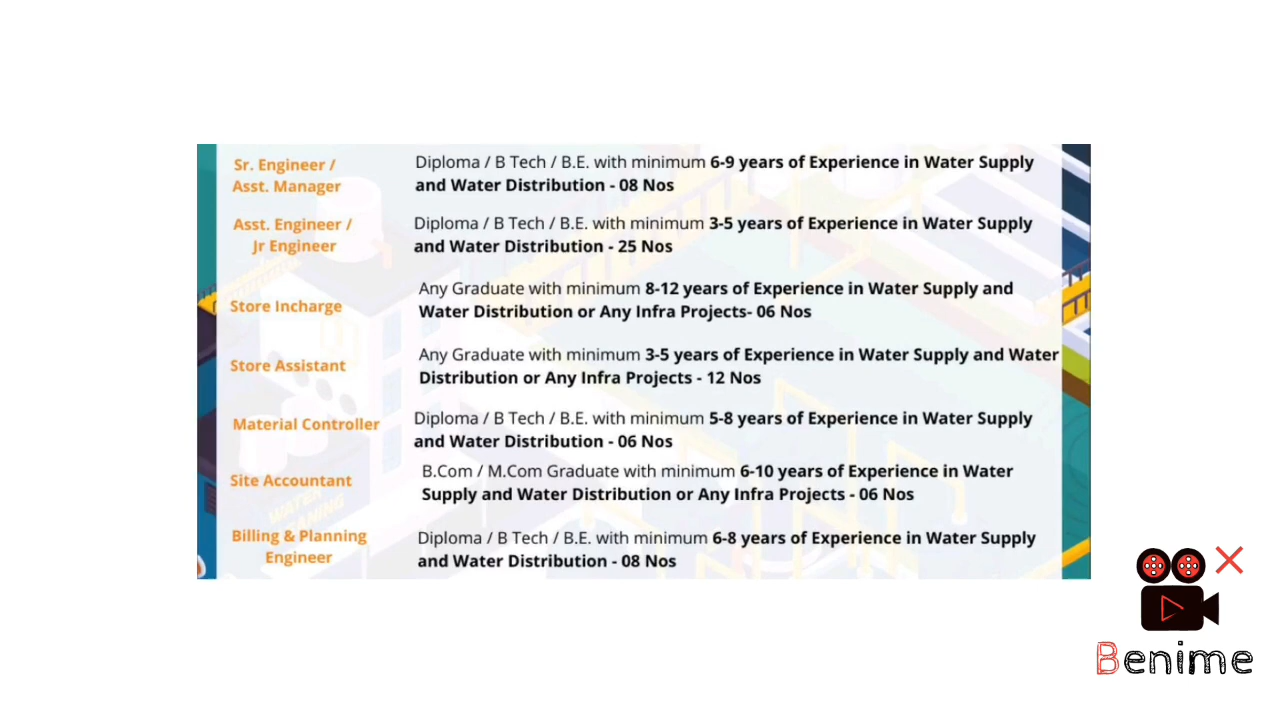 Sr. Engineer /
Asst. Manager
Diploma / B Tech / B.E. with minimum 6-9 years of Experience in Water Supply
and Water Distribution - 08 Nos
Asst. Engineer /
Jr Engineer
Diploma / B Tech / B.E. with minimum 3-5 years of Experience in Water Supply
and Water Distribution - 25 Nos
Store Incharge
Any Graduate with minimum 8-12 years of Experience in Water Supply and
Water Distribution or Any Infra Projects- 06 Nos
Store Assistant
Any Graduate with minimum 3-5 years of Experience in Water Supply and Water
Distribution or Any Infra Projects - 12 Nos
Material Controller
Diploma / B Tech / B.E. with minimum 5-8 years of Experience in Water Supply
and Water Distribution - 06 Nos
Site Accountant
B.Com / M.Com Graduate with minimum 6-10 years of Experience in Water
Supply and Water Distribution or Any Infra Projects - 06 Nos
WATER
Billing & Planning
Engineer
Diploma / B Tech / B.E. with minimum 6-8 years of Experience in Water Supply
and Water Distribution - 08 Nos
Benime